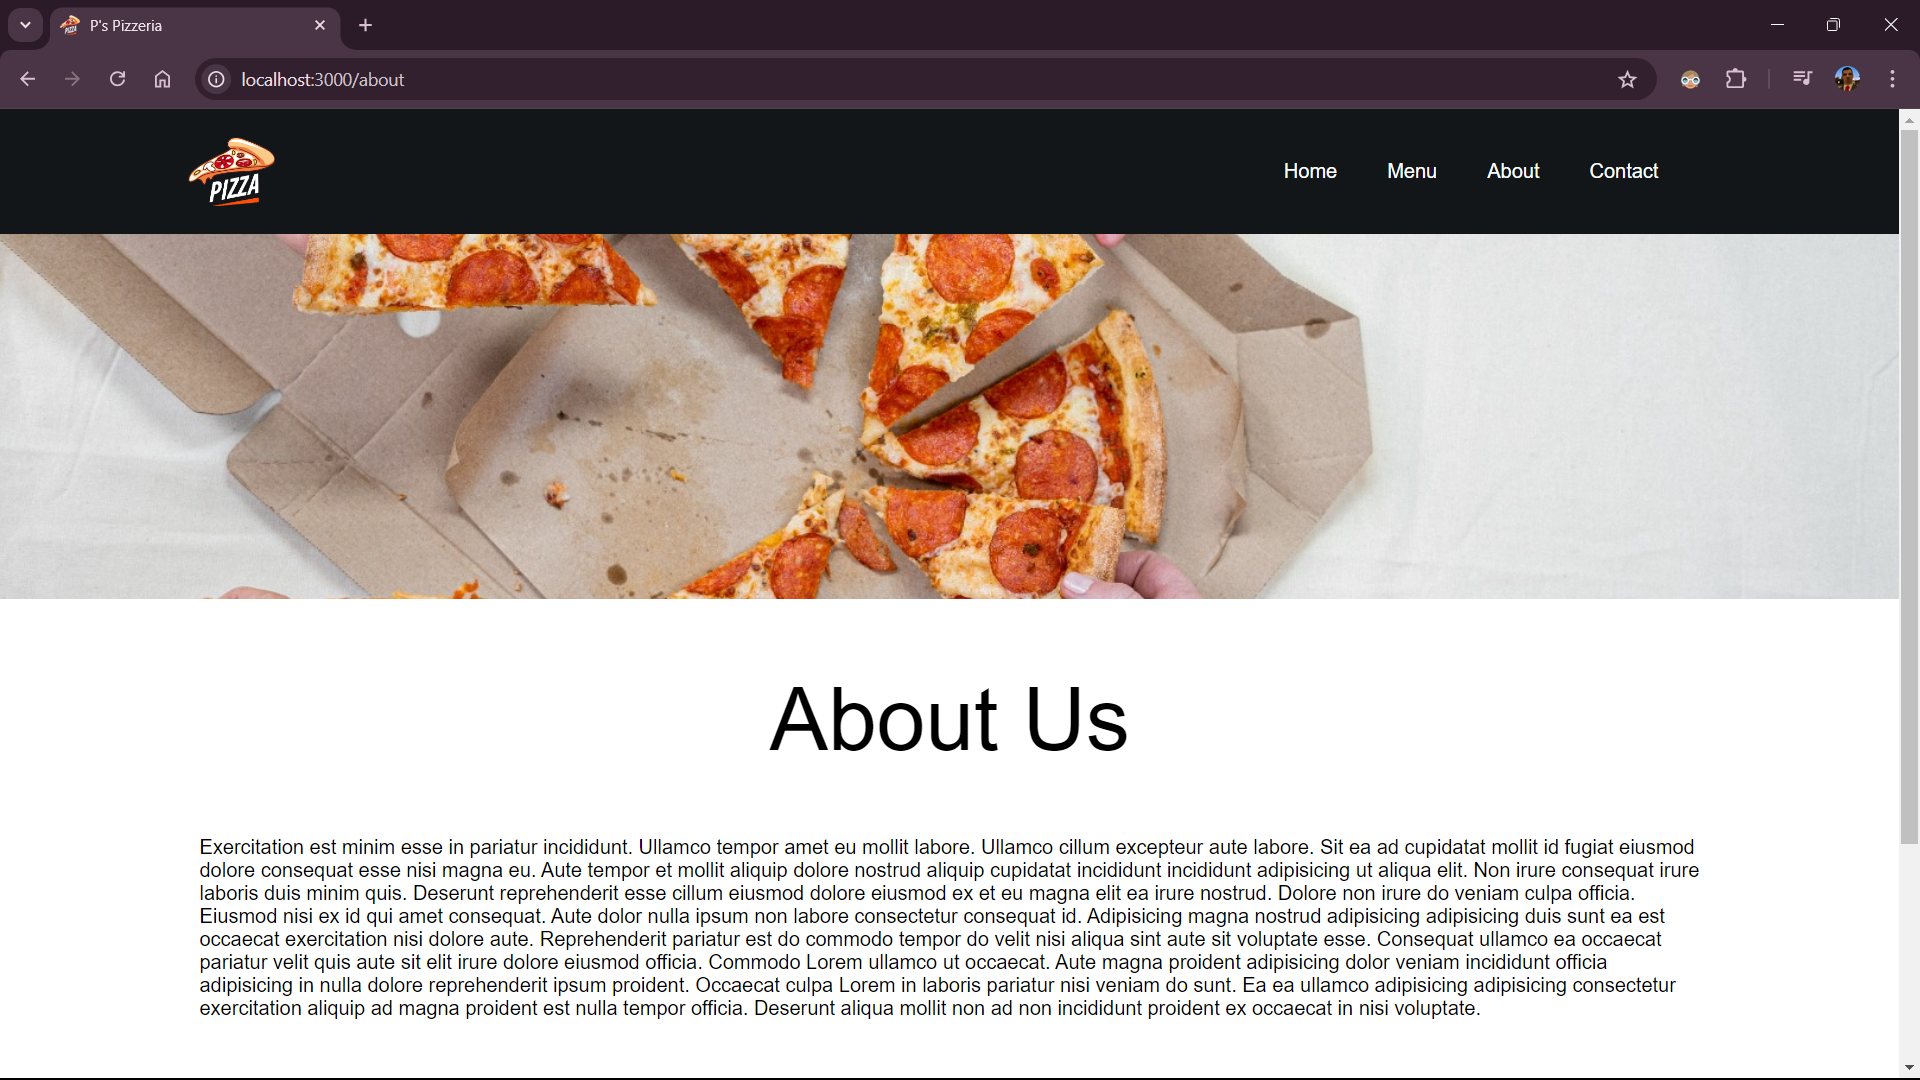 P's Pizzeria
localhost:3000/about
PIZZA
Home Menu About Contact
About Us
Exercitation est minim esse in pariatur incididunt. Ullamco tempor amet eu mollit labore. Ullamco cillum excepteur aute labore. Sit ea ad cupidatat mollit id fugiat eiusmod
dolore consequat esse nisi magna eu. Aute tempor et mollit aliquip dolore nostrud aliquip cupidatat incididunt incididunt adipisicing ut aliqua elit. Non irure consequat irure
laboris duis minim quis. Deserunt reprehenderit esse cillum eiusmod dolore eiusmod ex et eu magna elit ea irure nostrud. Dolore non irure do veniam culpa officia.
Eiusmod nisi ex id qui amet consequat. Aute dolor nulla ipsum non labore consectetur consequat id. Adipisicing magna nostrud adipisicing adipisicing duis sunt ea est
occaecat exercitation nisi dolore aute. Reprehenderit pariatur est do commodo tempor do velit nisi aliqua sint aute sit voluptate esse. Consequat ullamco ea occaecat
pariatur velit quis aute sit elit irure dolore eiusmod officia. Commodo Lorem ullamco ut occaecat. Aute magna proident adipisicing dolor veniam incididunt officia
adipisicing in nulla dolore reprehenderit ipsum proident. Occaecat culpa Lorem in laboris pariatur nisi veniam do sunt. Ea ea ullamco adipisicing adipisicing consectetur
exercitation aliquip ad magna proident est nulla tempor officia. Deserunt aliqua mollit non ad non incididunt proident ex occaecat in nisi voluptate.